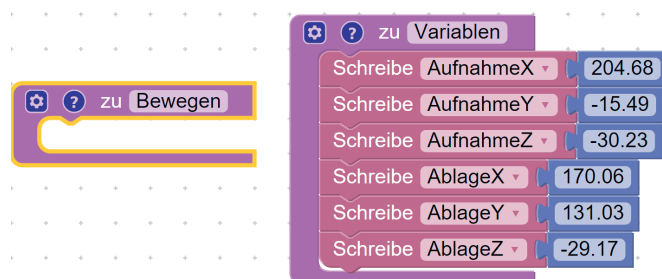 ? zu Bewegen
? zu Variablen
Schreibe AufnahmeX 204.68
Schreibe AufnahmeY -15.49
Schreibe AufnahmeZ -30.23
Schreibe AblageX 170.06
Schreibe AblageY 131.03
Schreibe AblageZ -29.17